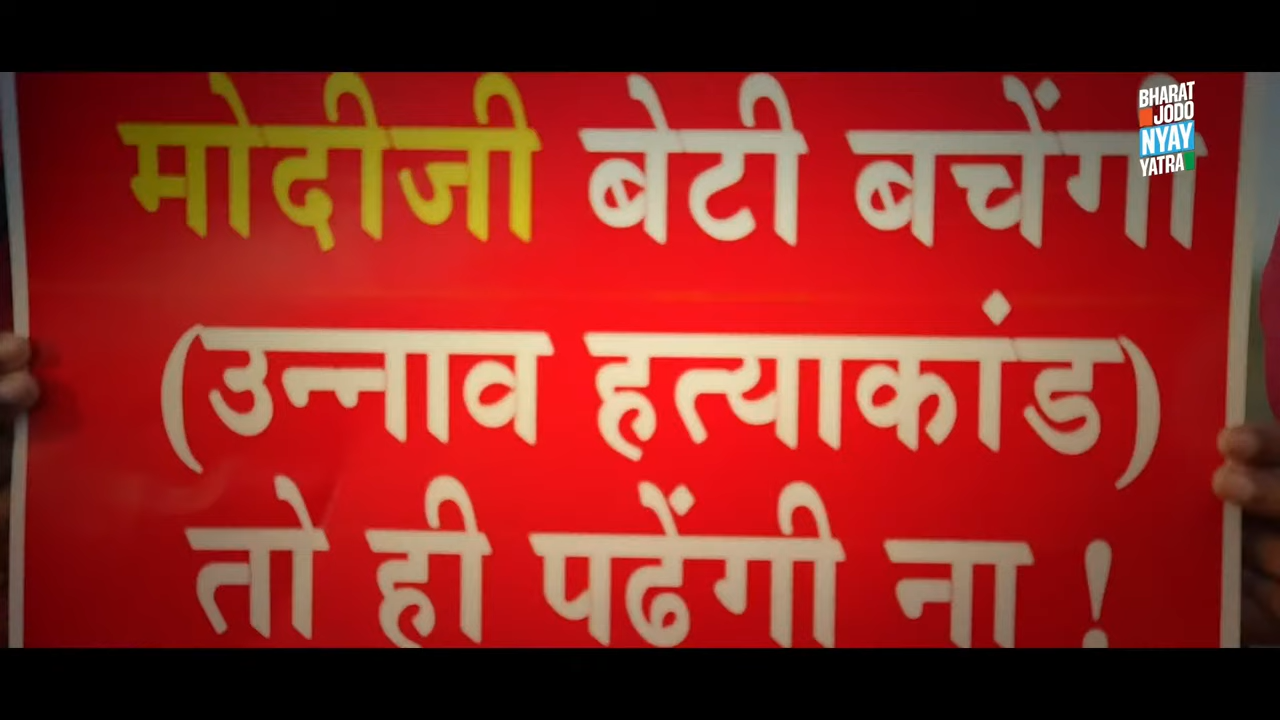 मोदीजी बेटी बचेंगी
(उन्नाव हत्याकांड)
तो ही पढेंगी ना !
BHARAT
JODO
NYAY
YATRA